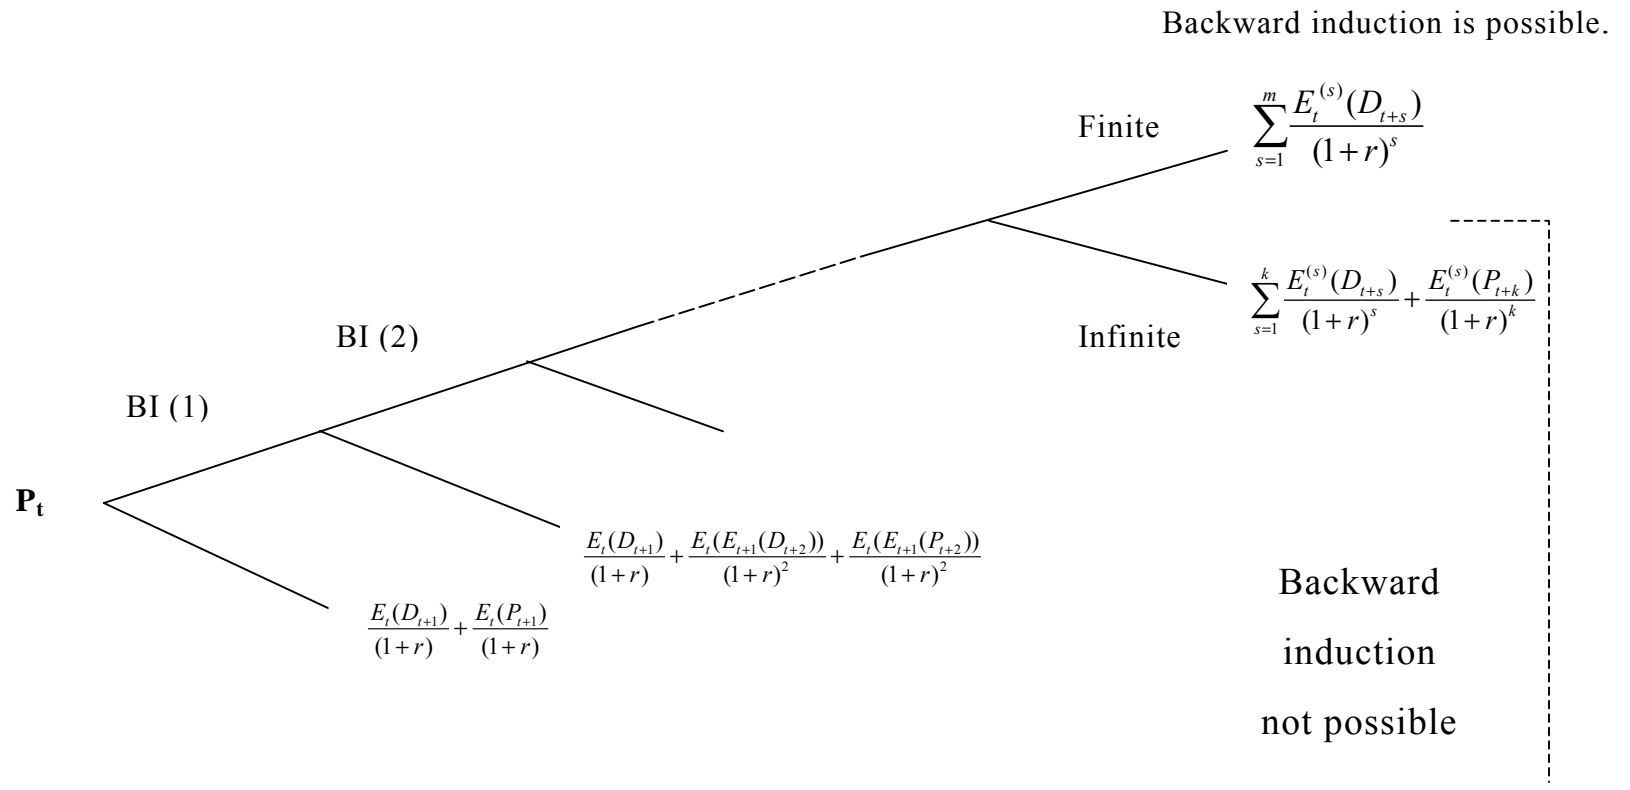 Backward induction is possible.
Finite
$\sum_{s=1}^{m} \frac{E_t^{(s)}(D_{t+s})}{(1+r)^s}$
$\sum_{s=1}^{k} \frac{E_t^{(s)}(D_{t+s})}{(1+r)^s} + \frac{E_t^{(s)}(P_{t+k})}{(1+r)^k}$
Infinite
BI (2)
BI (1)
P_t
$\frac{E_t(D_{t+1})}{(1+r)} + \frac{E_t(E_{t+1}(D_{t+2}))}{(1+r)^2} + \frac{E_t(E_{t+1}(P_{t+2}))}{(1+r)^2}$
$\frac{E_t(D_{t+1})}{(1+r)} + \frac{E_t(P_{t+1})}{(1+r)}$
Backward
induction
not possible